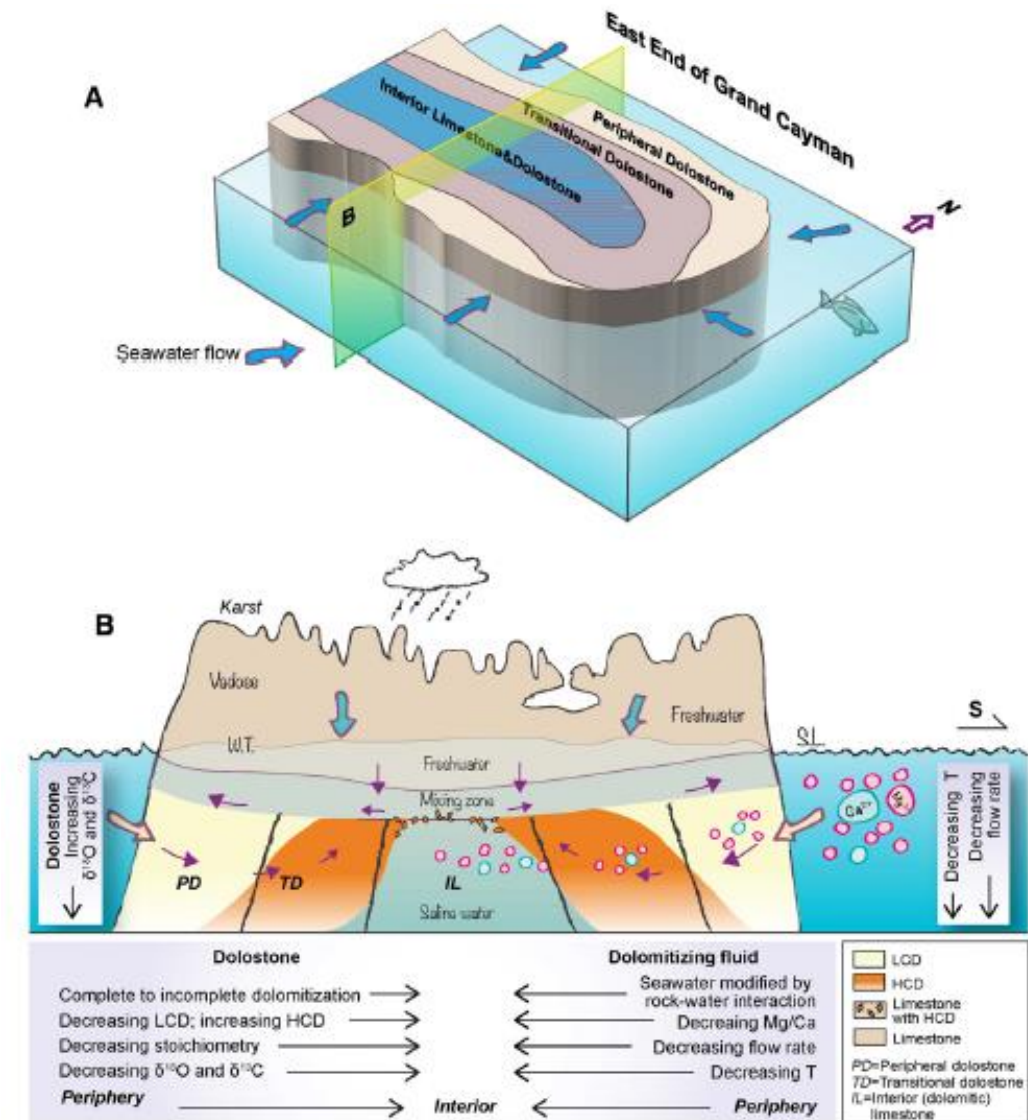 A
East End of Grand Cayman
Interior Limestone&Dolostone
Transitional Dolostone
Peripheral Dolostone
B
N
Seawater flow
B
Karst
Vadose
Freshwater
S
W.T.
SL
Freshwater
Mixing zone
Dolostone
Increasing
δ¹⁸O and δ¹³C
Ca²⁺
Decreasing T
Decreasing
flow rate
PD
TD
IL
Saline water
Dolostone
Complete to incomplete dolomitization
Decreasing LCD; increasing HCD
Decreasing stoichiometry
Decreasing δ¹⁸O and δ¹³C
Periphery
Interior
Dolomitizing fluid
Seawater modified by
rock-water interaction
Decreaing Mg/Ca
Decreasing flow rate
Decreasing T
Periphery
LCD
HCD
Limestone
with HCD
Limestone
PD=Peripheral dolostone
TD=Transitional dolostone
IL=Interior (dolomitic)
limestone